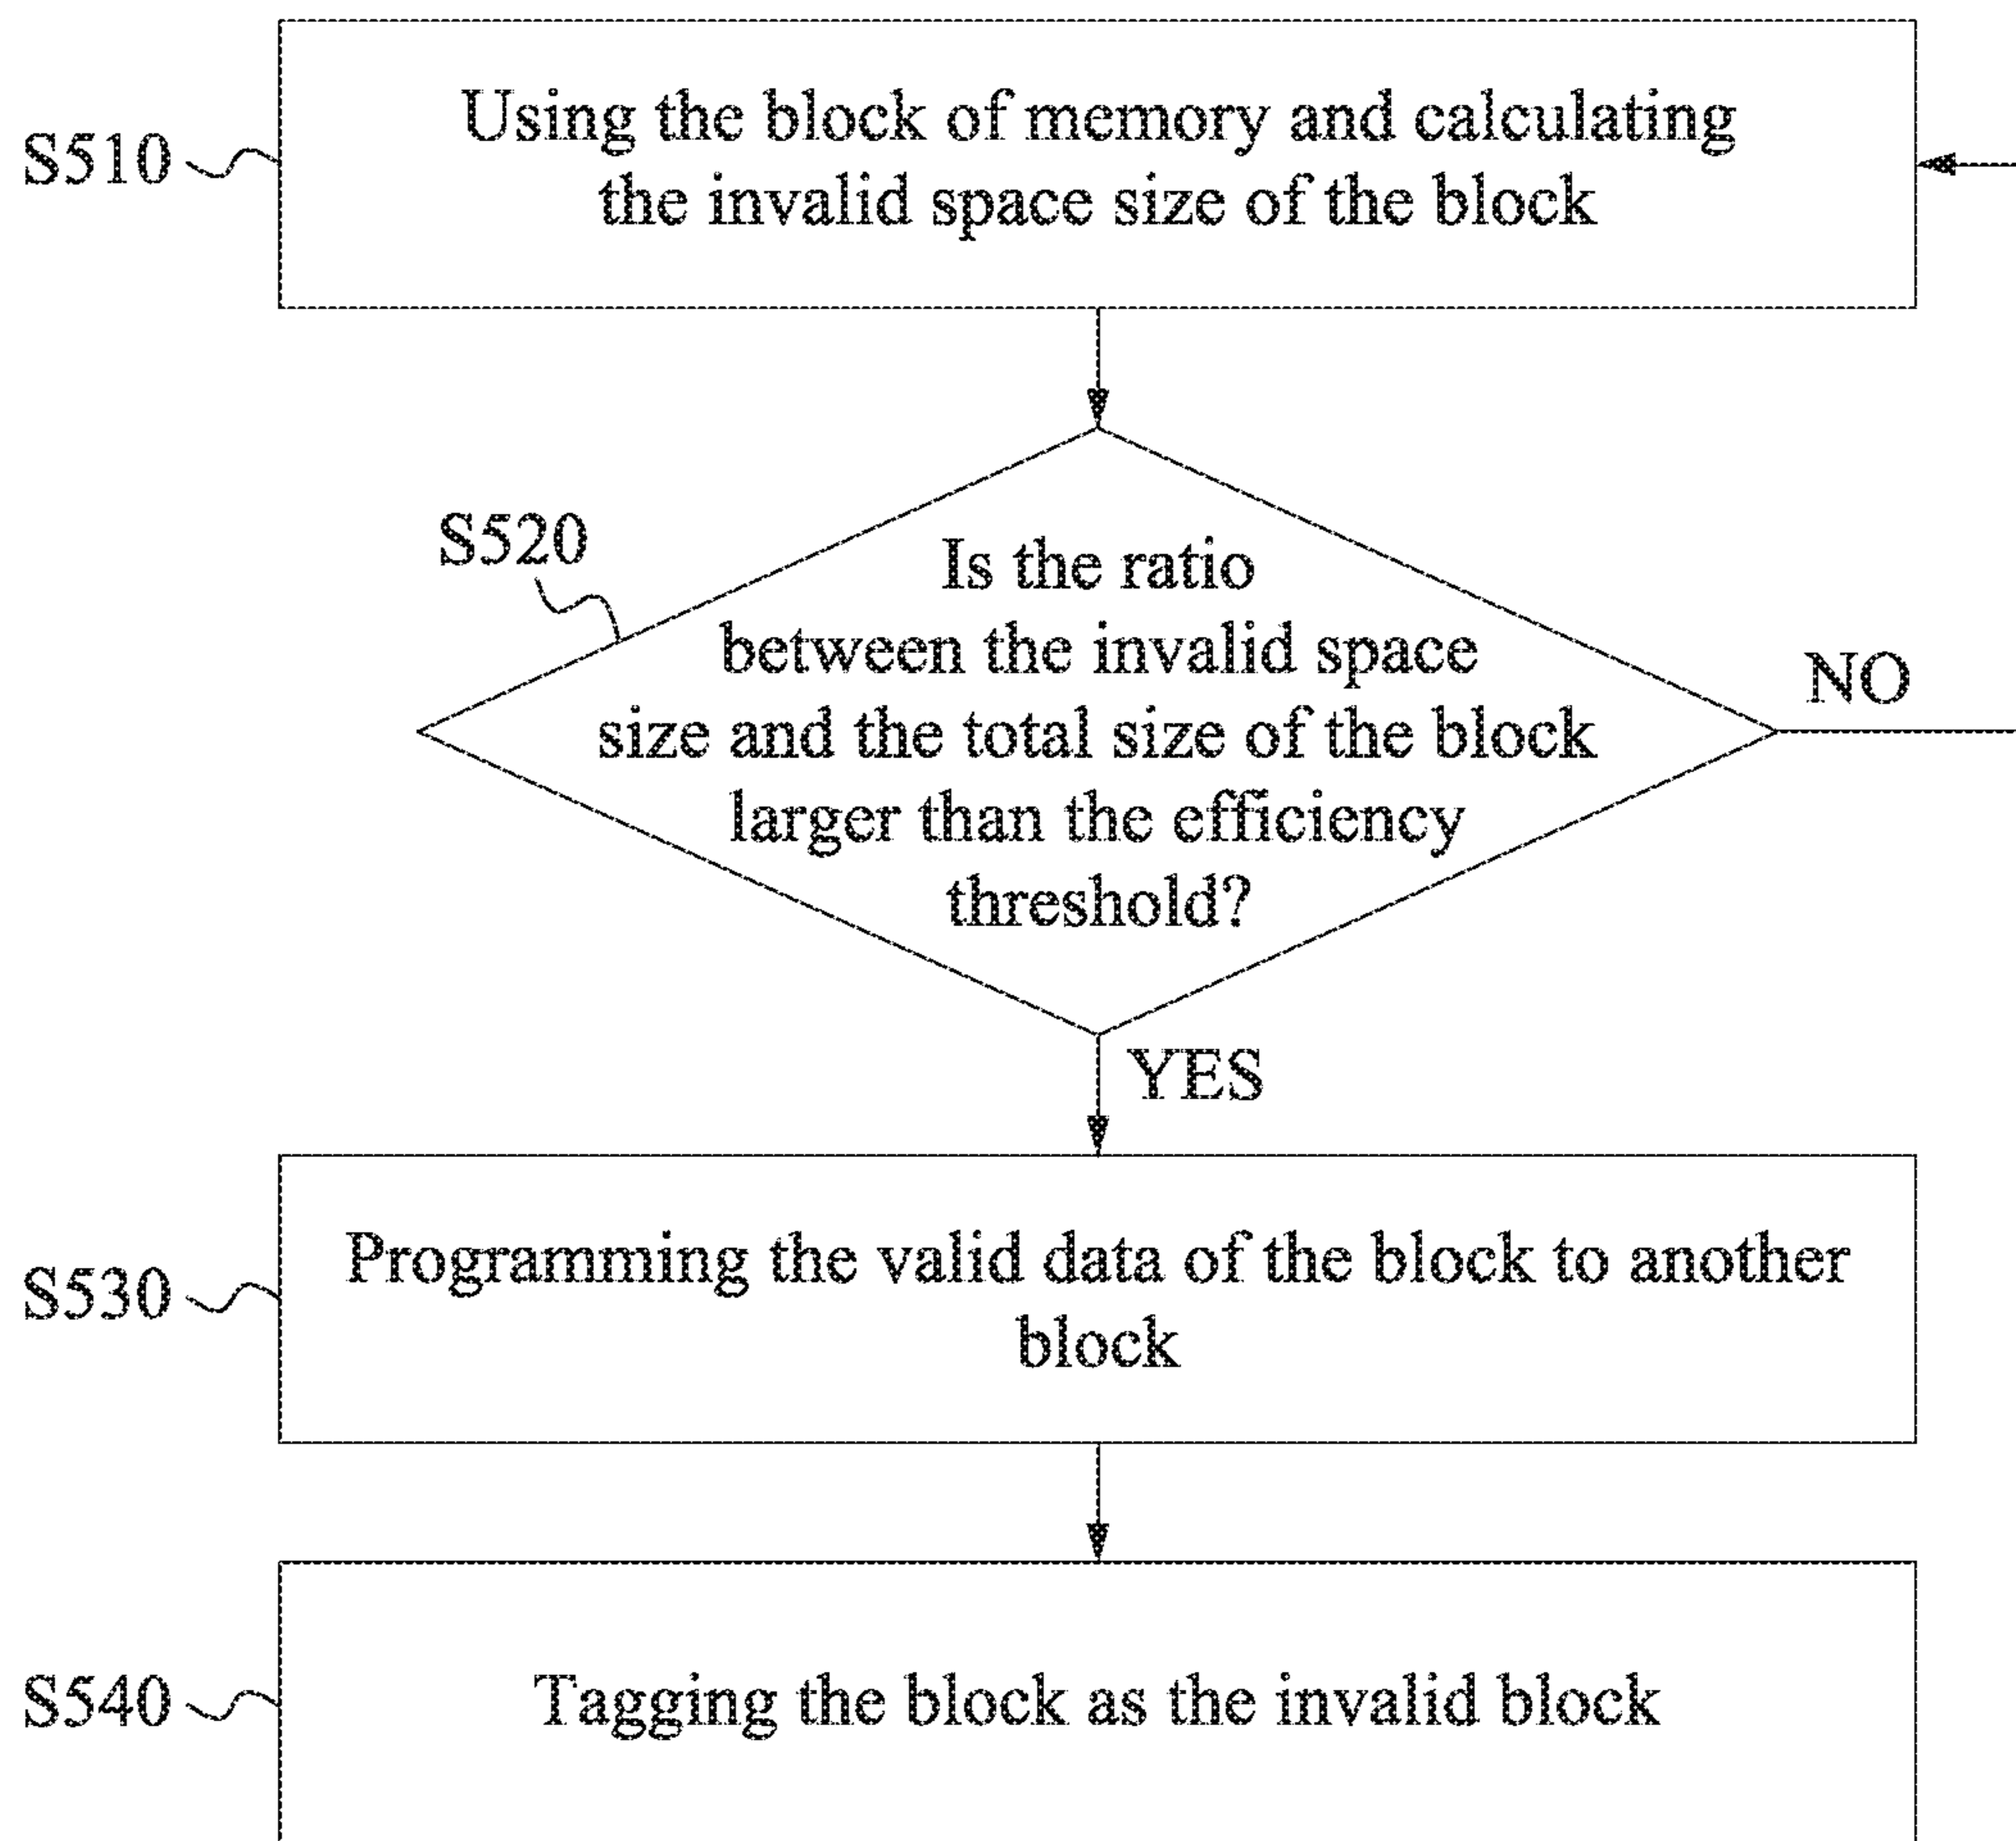 S510
Using the block of memory and calculating
the invalid space size of the block
S520
Is the ratio
between the invalid space
size and the total size of the block
larger than the efficiency
threshold?
NO
YES
S530
Programming the valid data of the block to another
block
S540
Tagging the block as the invalid block